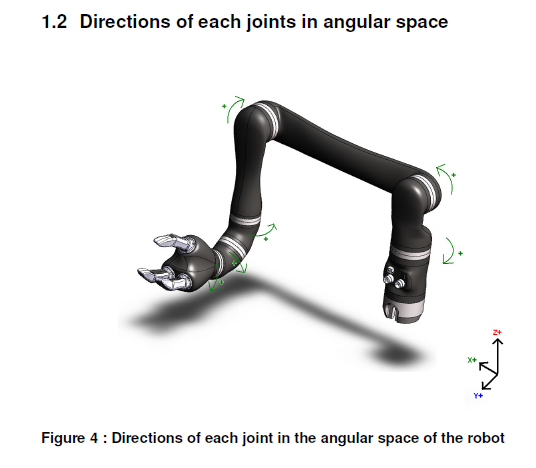 1.2 Directions of each joints in angular space
+
+
+
+
Z+
X+
Y+
Figure 4 : Directions of each joint in the angular space of the robot